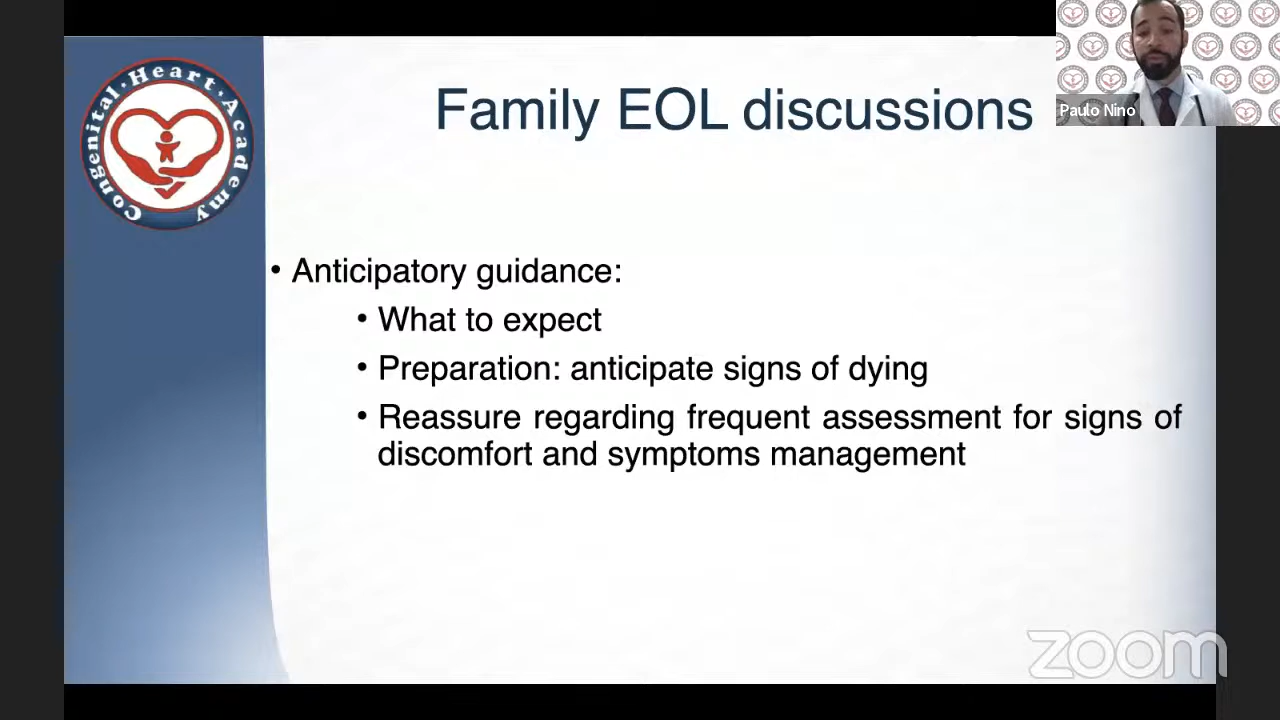 Congenital · Heart · Academy
Family EOL discussions
Paulo Nino
• Anticipatory guidance:
• What to expect
• Preparation: anticipate signs of dying
• Reassure regarding frequent assessment for signs of
discomfort and symptoms management
zoom